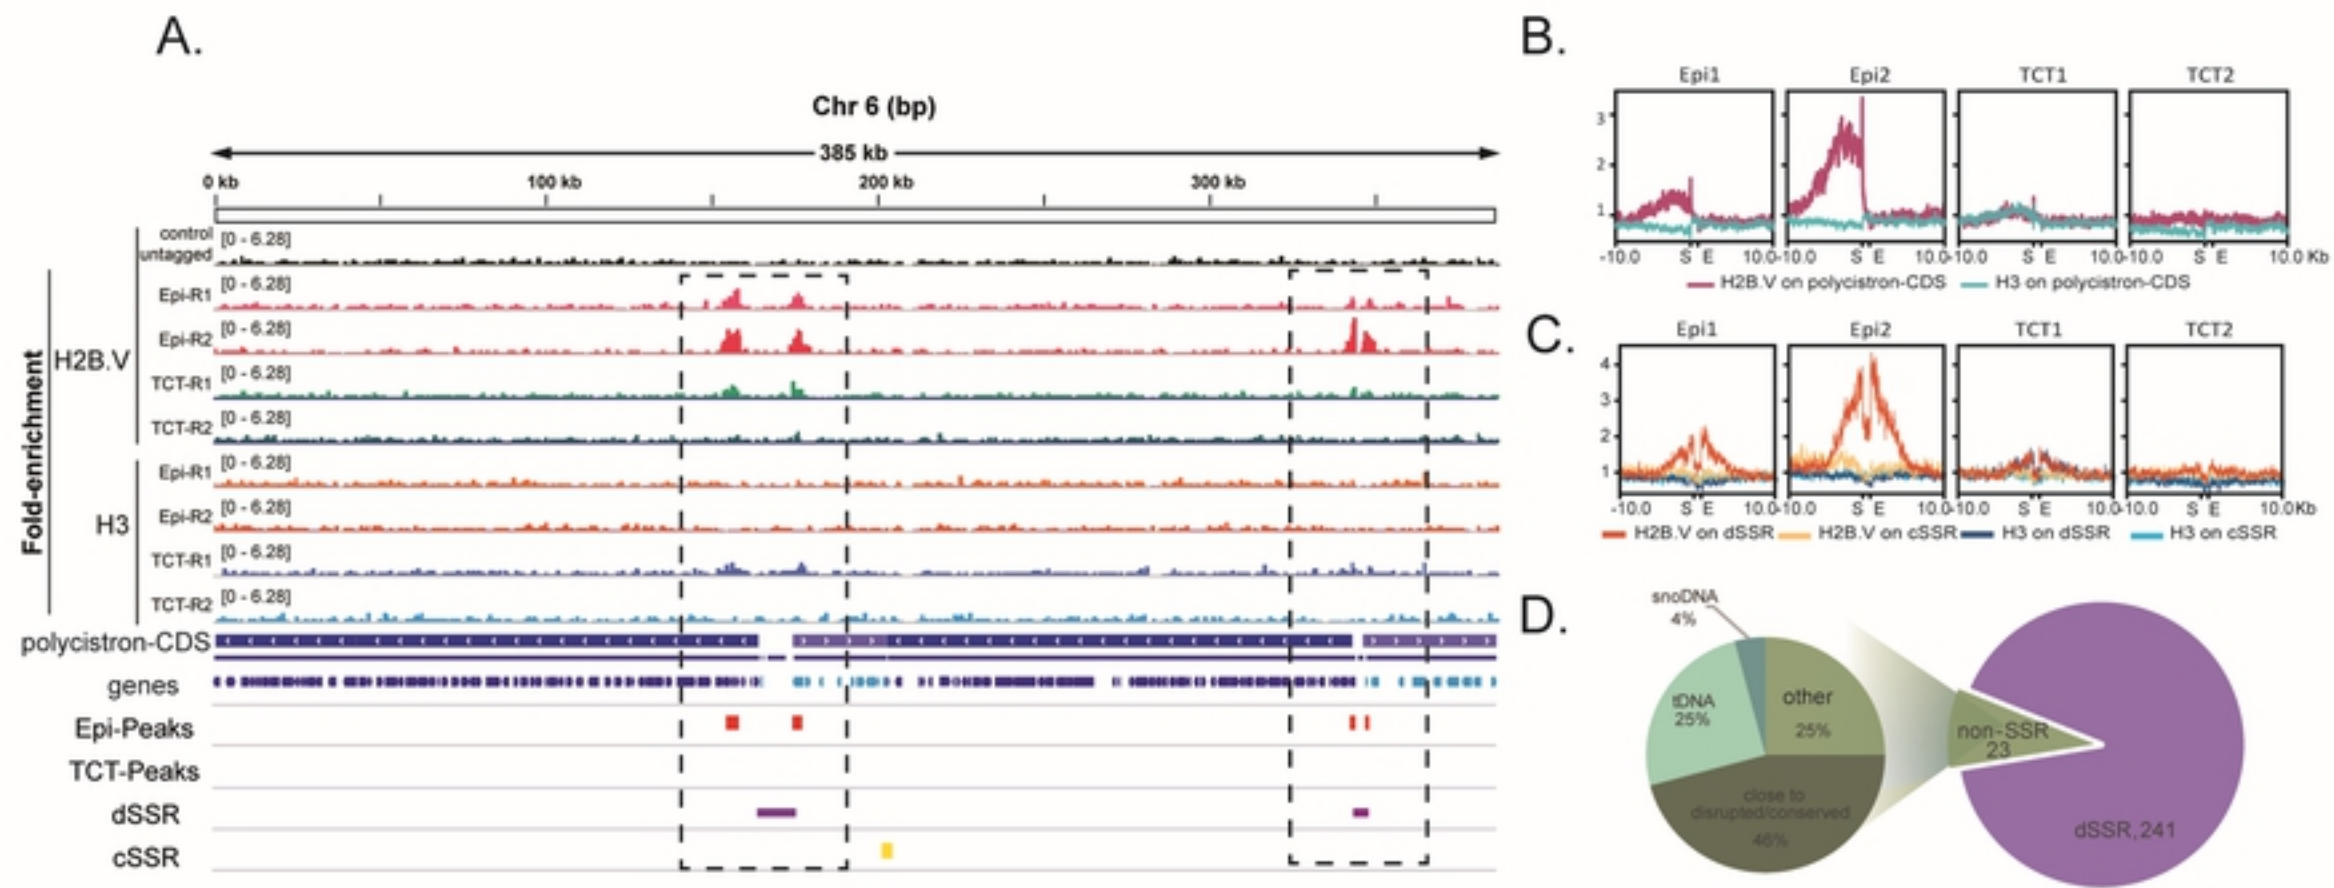 A.
Chr 6 (bp)
385 kb
0 kb 100 kb 200 kb 300 kb
control
untagged
[0 - 6.28]
Epi-R1 [0 - 6.28]
Epi-R2 [0 - 6.28]
TCT-R1 [0 - 6.28]
TCT-R2 [0 - 6.28]
Epi-R1 [0 - 6.28]
Epi-R2 [0 - 6.28]
TCT-R1 [0 - 6.28]
TCT-R2 [0 - 6.28]
Fold-enrichment
H2B.V
H3
polycistron-CDS
genes
Epi-Peaks
TCT-Peaks
dSSR
cSSR
B.
Epi1 Epi2 TCT1 TCT2
3
2
1
-10.0 S E 10.0-10.0 S E 10.0-10.0 S E 10.0-10.0 S E 10.0 Kb
H2B.V on polycistron-CDS H3 on polycistron-CDS
C.
Epi1 Epi2 TCT1 TCT2
4
3
2
1
-10.0 S E 10.0-10.0 S E 10.0-10.0 S E 10.0-10.0 S E 10.0Kb
H2B.V on dSSR H2B.V on cSSR H3 on dSSR H3 on cSSR
D.
snoDNA
4%
tDNA
25%
other
25%
close to
disrupted/conserved
46%
non-SSR
23
dSSR,241